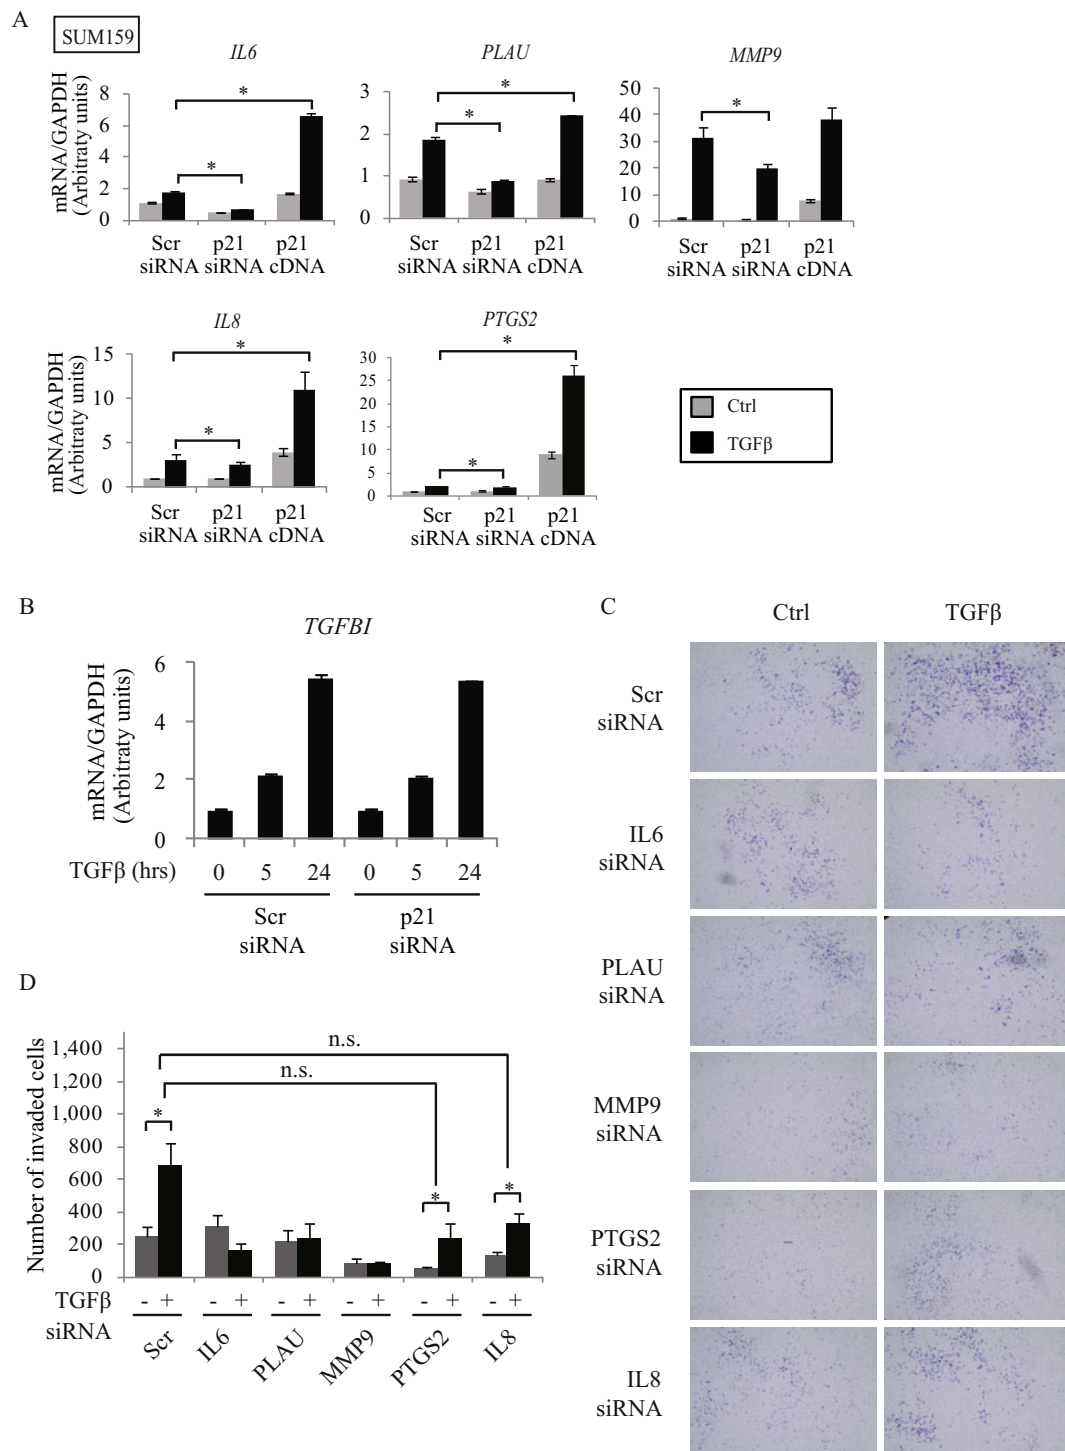 A
SUM159
IL6
mRNA/GAPDH
(Arbitraty units)
8
6
4
2
0
Scr
siRNA
p21
siRNA
p21
cDNA
*
*
PLAU
3
2
1
0
Scr
siRNA
p21
siRNA
p21
cDNA
*
*
MMP9
50
40
30
20
10
0
Scr
siRNA
p21
siRNA
p21
cDNA
*
IL8
mRNA/GAPDH
(Arbitraty units)
15
10
5
0
Scr
siRNA
p21
siRNA
p21
cDNA
*
*
PTGS2
30
25
20
15
10
5
0
Scr
siRNA
p21
siRNA
p21
cDNA
*
*
Ctrl
TGFβ
B
TGFBI
mRNA/GAPDH
(Arbitraty units)
6
4
2
0
TGFβ (hrs) 0 5 24 0 5 24
Scr
siRNA
p21
siRNA
C
Ctrl TGFβ
Scr
siRNA
IL6
siRNA
PLAU
siRNA
MMP9
siRNA
PTGS2
siRNA
IL8
siRNA
D
Number of invaded cells
1,400
1,200
1,000
800
600
400
200
0
n.s.
n.s.
*
*
*
TGFβ - + - + - + - + - + - +
siRNA Scr IL6 PLAU MMP9 PTGS2 IL8